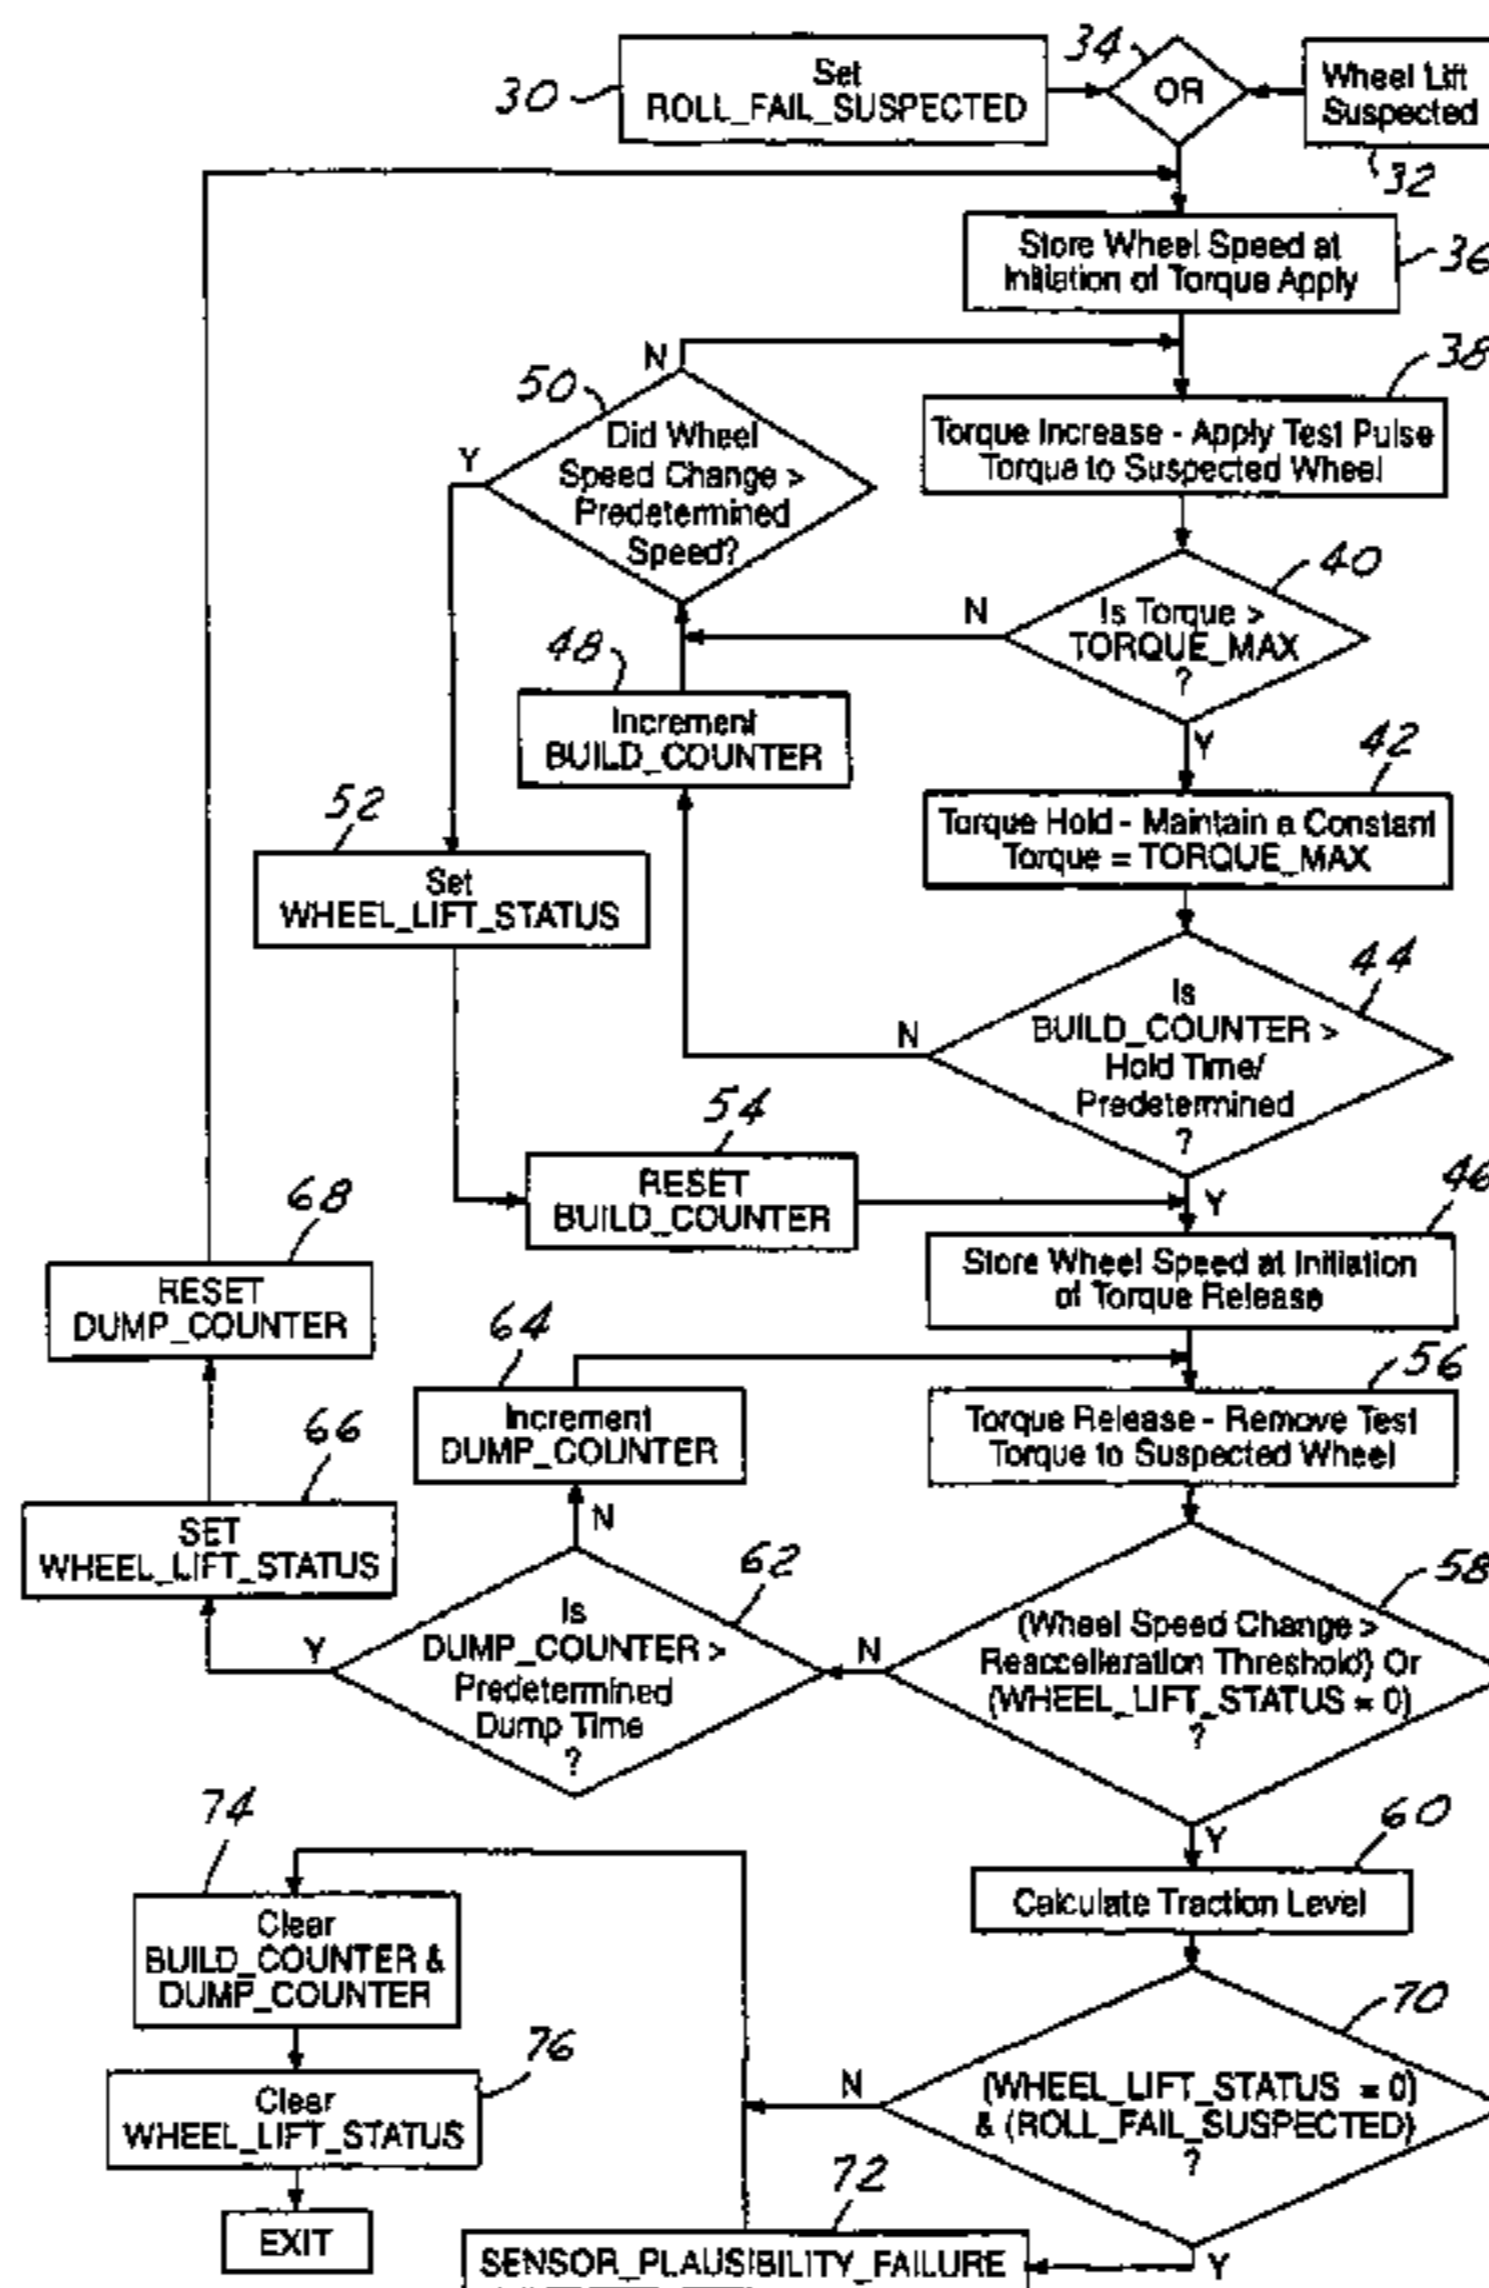 34
30
Set
ROLL_FAIL_SUSPECTED
OR
Wheel Lift
Suspected
32
Store Wheel Speed at
Initiation of Torque Apply
36
N
38
50
Did Wheel
Speed Change >
Predetermined
Speed?
Y
Torque Increase - Apply Test Pulse
Torque to Suspected Wheel
40
N
Is Torque >
TORQUE_MAX
?
Y
48
Increment
BUILD_COUNTER
42
Torque Hold - Maintain a Constant
Torque = TORQUE_MAX
52
Set
WHEEL_LIFT_STATUS
44
Is
BUILD_COUNTER >
Hold Time/
Predetermined
?
N
Y
54
RESET
BUILD_COUNTER
46
Store Wheel Speed at Initiation
of Torque Release
68
RESET
DUMP_COUNTER
64
Increment
DUMP_COUNTER
56
Torque Release - Remove Test
Torque to Suspected Wheel
66
SET
WHEEL_LIFT_STATUS
N
62
Is
DUMP_COUNTER >
Predetermined
Dump Time
?
Y
N
58
(Wheel Speed Change >
Reaccelleration Threshold) Or
(WHEEL_LIFT_STATUS = 0)
?
Y
60
Calculate Traction Level
74
Clear
BUILD_COUNTER &
DUMP_COUNTER
70
(WHEEL_LIFT_STATUS = 0)
& (ROLL_FAIL_SUSPECTED)
?
N
Y
76
Clear
WHEEL_LIFT_STATUS
EXIT
72
SENSOR_PLAUSIBILITY_FAILURE